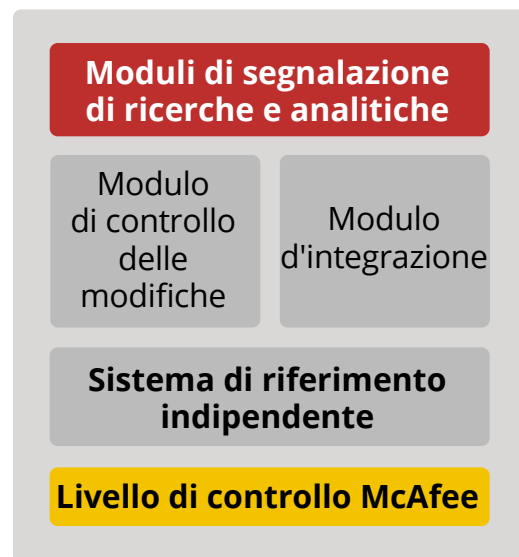 Moduli di segnalazione
di ricerche e analitiche
Modulo
di controllo
delle
modifiche
Modulo
d'integrazione
Sistema di riferimento
indipendente
Livello di controllo McAfee